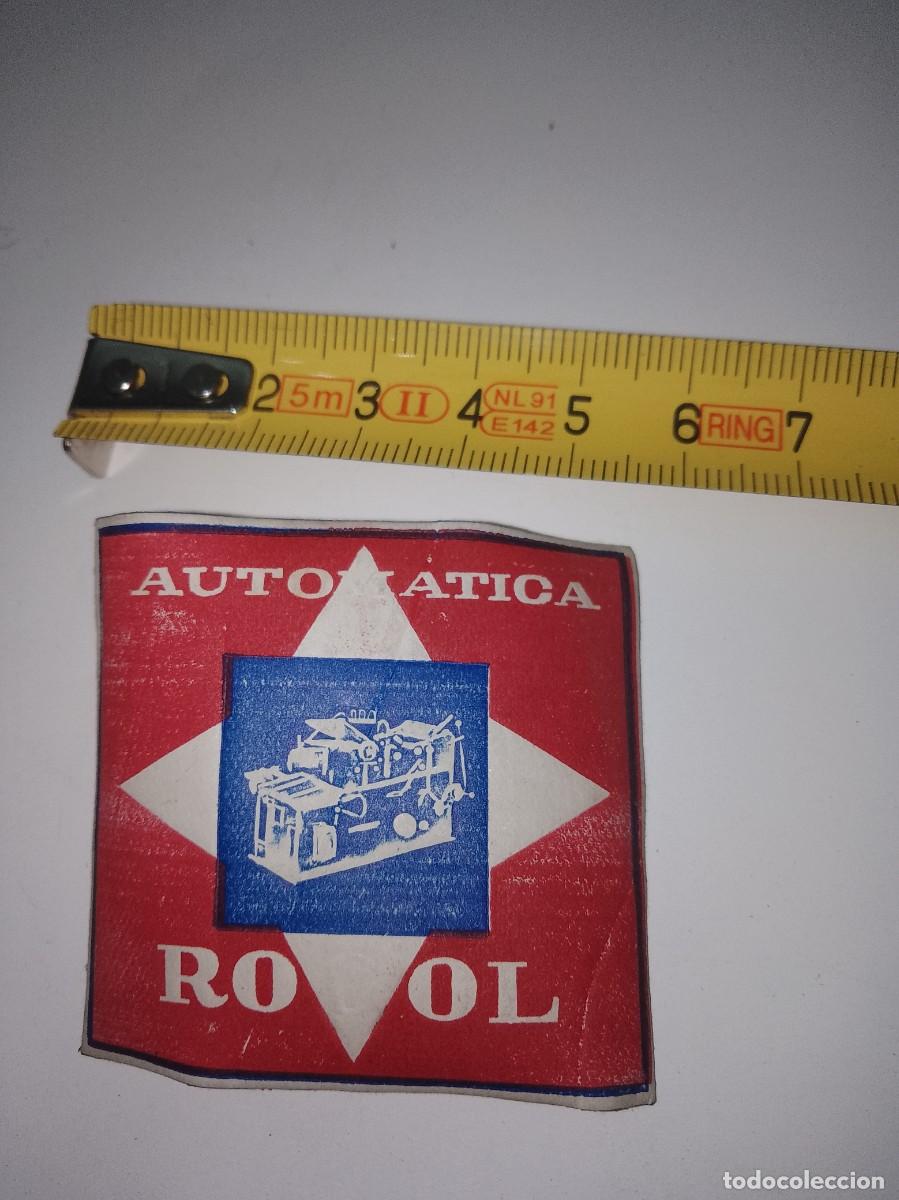 2 5m 3 II 4 NL 91 5 6 RING 7
E 142
AUTOMATICA
ROVOL
todocoleccion